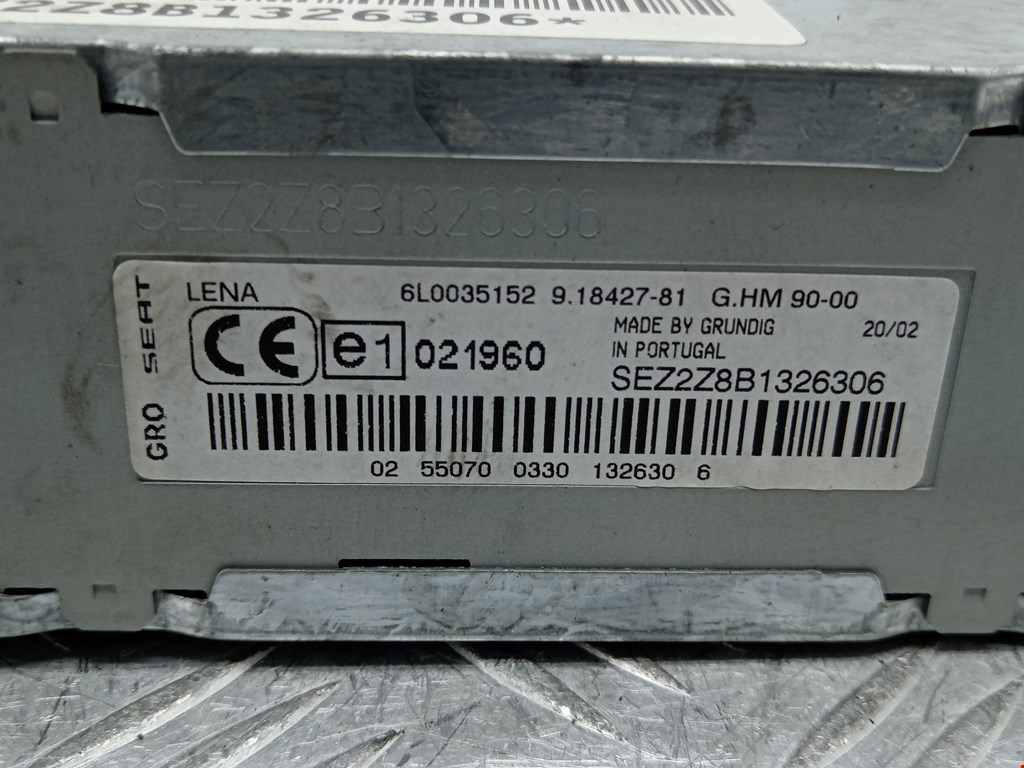 2Z8B1326306*
SEZ2Z8B1326306
GRO SEAT
LENA 6L0035152 9.18427-81 G.HM 90-00
MADE BY GRUNDIG 20/02
IN PORTUGAL
CE e1 021960
SEZ2Z8B1326306
02 55070 0330 132630 6